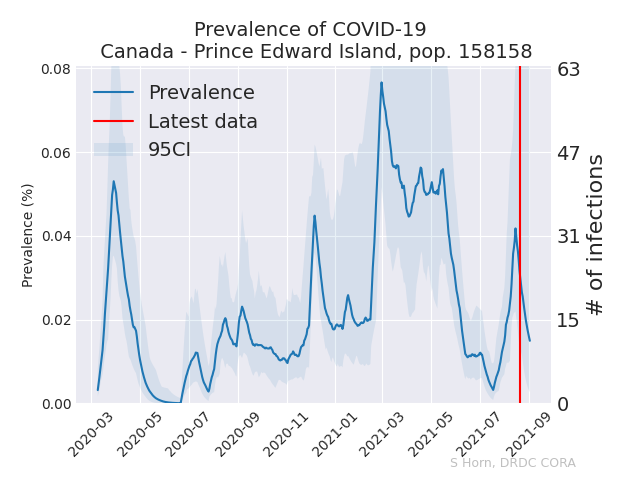 Prevalence of COVID-19
Canada - Prince Edward Island, pop. 158158
Prevalence
Latest data
95CI
Prevalence (%)
0.08
0.06
0.04
0.02
0.00
# of infections
63
47
31
15
0
2020-03
2020-05
2020-07
2020-09
2020-11
2021-01
2021-03
2021-05
2021-07
2021-09
S Horn, DRDC CORA